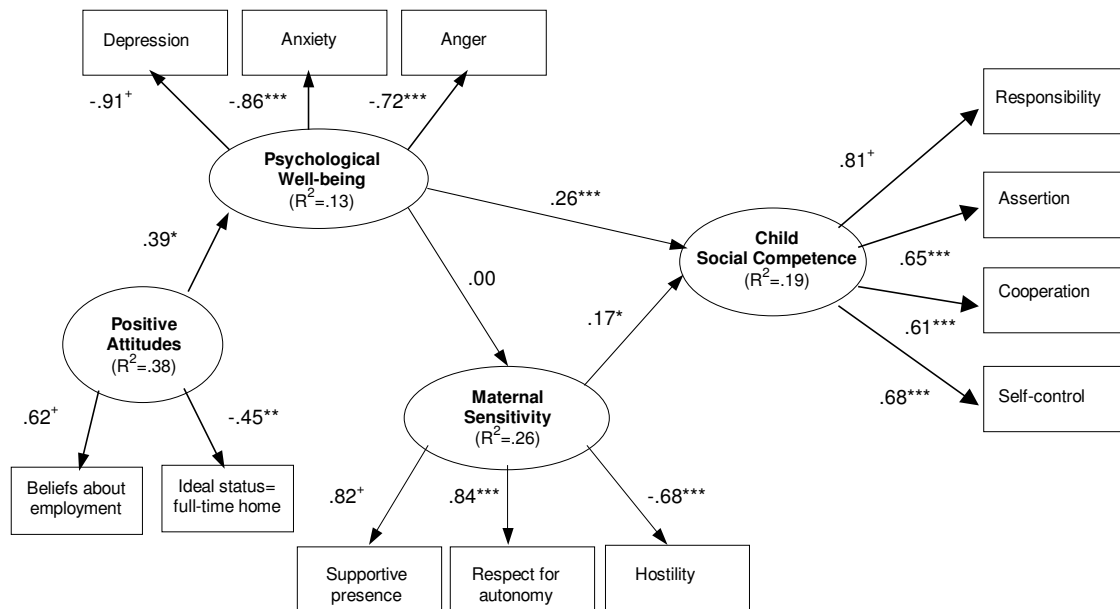 Depression
Anxiety
Anger
-.91+
-.86***
-.72***
Responsibility
Psychological
Well-being
(R2=.13)
.81+
.26***
Assertion
Child
Social Competence
(R2=.19)
.65***
.39*
.00
Cooperation
.61***
.17*
Positive
Attitudes
(R2=.38)
.68***
Self-control
Maternal
Sensitivity
(R2=.26)
.62+
-.45**
Beliefs about
employment
Ideal status=
full-time home
.82+
.84***
-.68***
Supportive
presence
Respect for
autonomy
Hostility